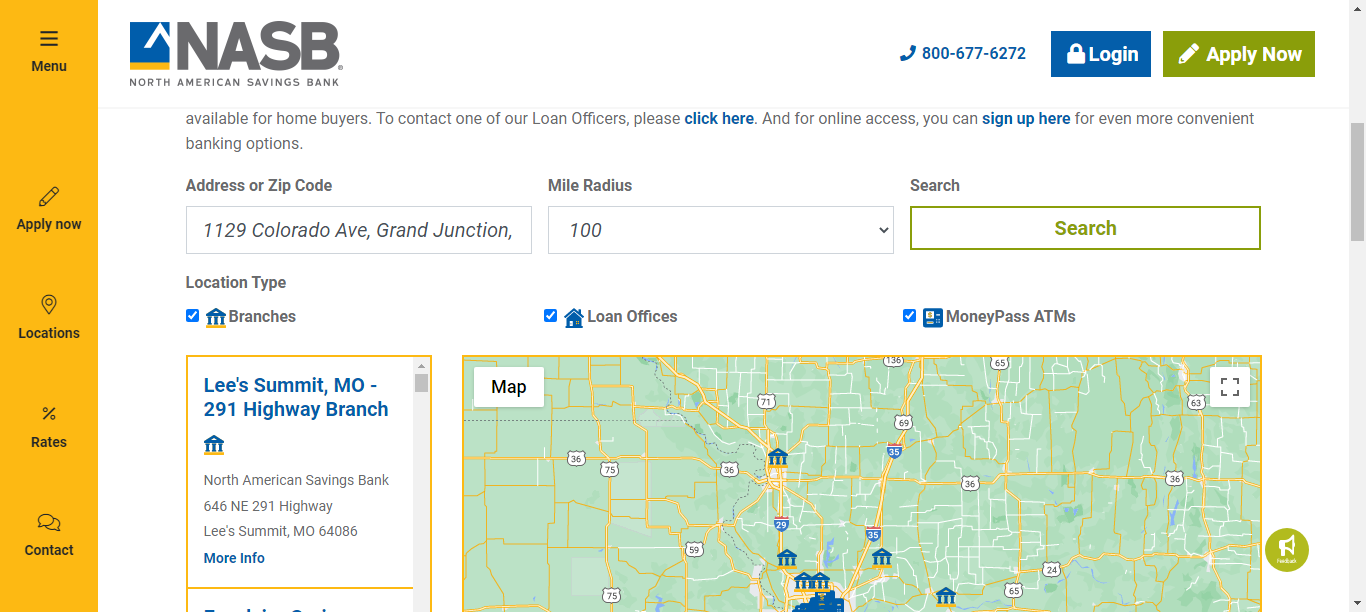 Menu
Apply now
Locations
Rates
Contact
NASB
NORTH AMERICAN SAVINGS BANK
800-677-6272
Login
Apply Now
available for home buyers. To contact one of our Loan Officers, please click here. And for online access, you can sign up here for even more convenient
banking options.
Address or Zip Code
Mile Radius
Search
1129 Colorado Ave, Grand Junction,
100
Search
Location Type
Branches
Loan Offices
MoneyPass ATMs
Lee's Summit, MO -
291 Highway Branch
North American Savings Bank
646 NE 291 Highway
Lee's Summit, MO 64086
More Info
Map
136
65
71
63
69
35
36
75
36
36
36
29
35
59
24
65
75
Feedback